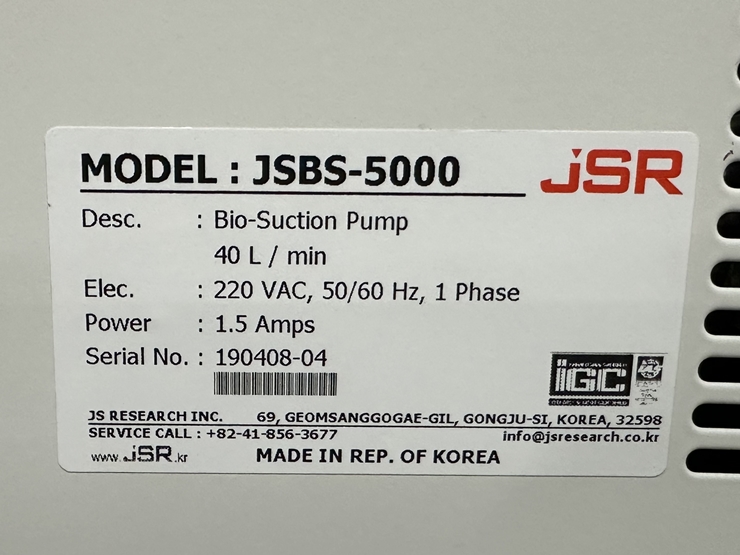 MODEL : JSBS-5000
JSR
Desc. : Bio-Suction Pump
40 L / min
Elec. : 220 VAC, 50/60 Hz, 1 Phase
Power : 1.5 Amps
Serial No. : 190408-04
IGC
JS RESEARCH INC. 69, GEOMSANGGOGAE-GIL, GONGJU-SI, KOREA, 32598
SERVICE CALL : +82-41-856-3677 info@jsresearch.co.kr
www.JSR.kr MADE IN REP. OF KOREA